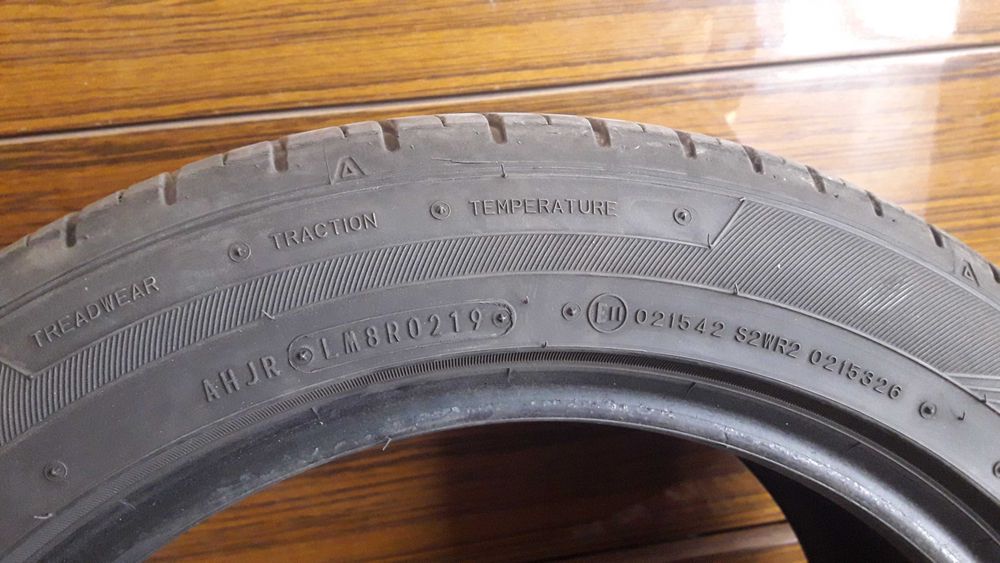 A
TREADWEAR TRACTION TEMPERATURE A
AHJR LM8R0219 E11 021542 S2WR2 0215326